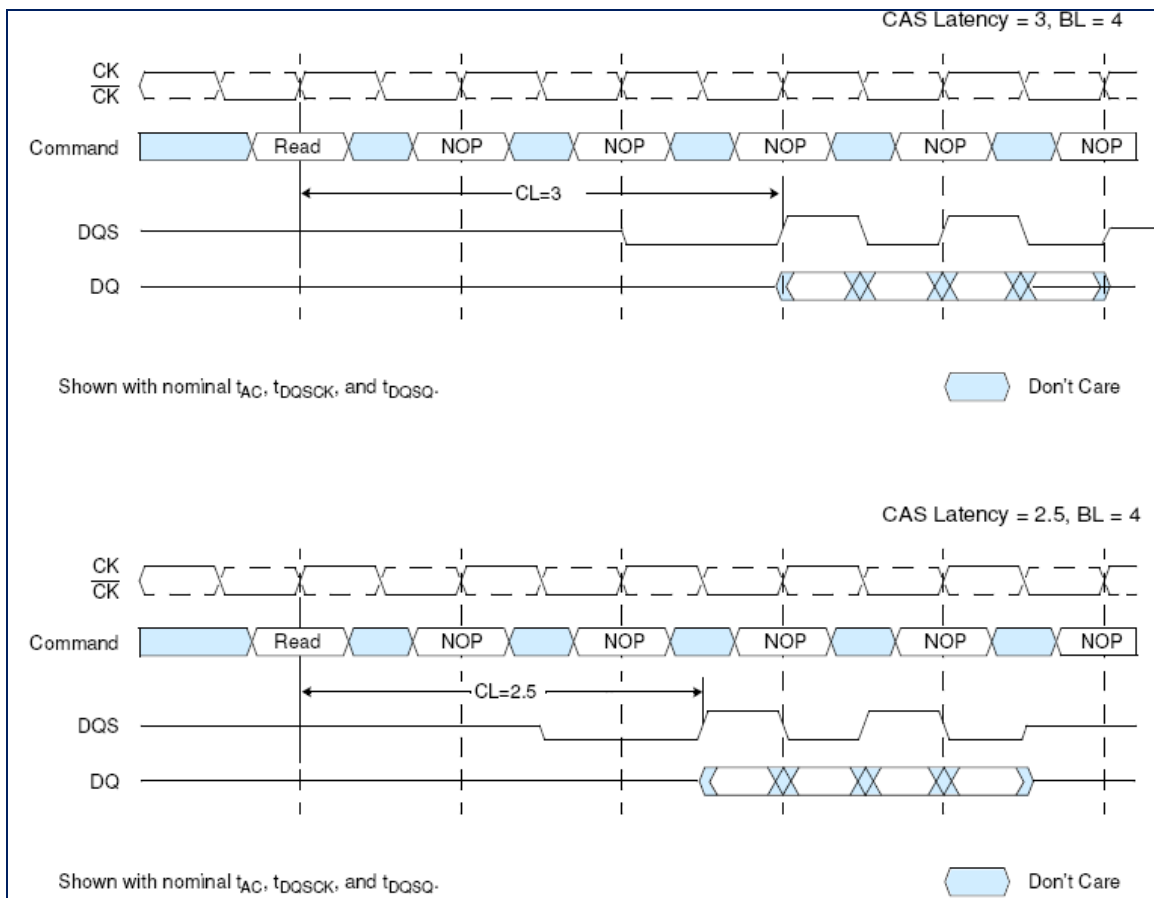 CAS Latency = 3, BL = 4
CK
CK
Command Read NOP NOP NOP NOP NOP
CL=3
DQS
DQ
Shown with nominal tAC, tDQSCK, and tDQSQ.
Don't Care
CAS Latency = 2.5, BL = 4
CK
CK
Command Read NOP NOP NOP NOP NOP
CL=2.5
DQS
DQ
Shown with nominal tAC, tDQSCK, and tDQSQ.
Don't Care